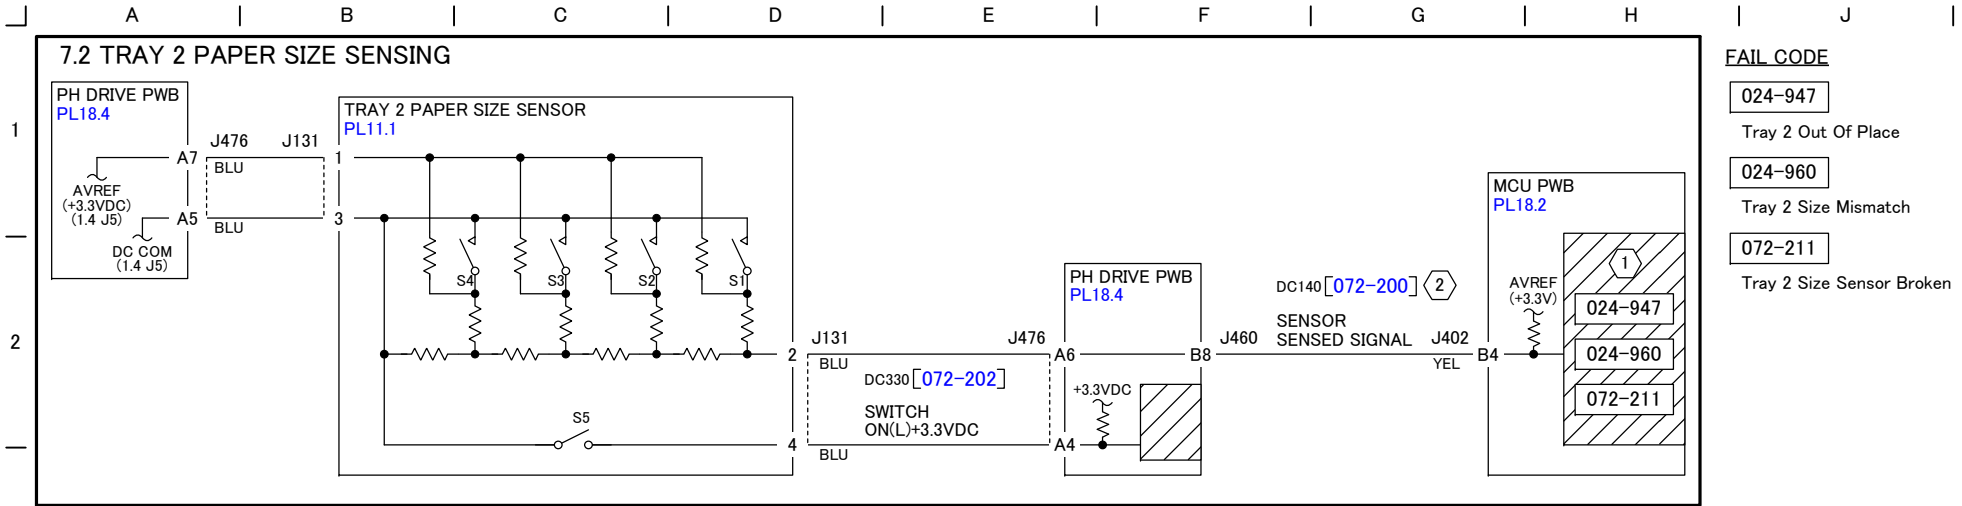 A B C D E F G H J
7.2 TRAY 2 PAPER SIZE SENSING
1
2
PH DRIVE PWB
PL18.4
A7
AVREF
(+3.3VDC)
(1.4 J5)
A5
DC COM
(1.4 J5)
J476
J131
BLU
BLU
TRAY 2 PAPER SIZE SENSOR
PL11.1
1
3
S4
S3
S2
S1
2
S5
4
J131
J476
BLU
DC330 [072-202]
SWITCH
ON(L)+3.3VDC
BLU
PH DRIVE PWB
PL18.4
A6
B8
+3.3VDC
A4
J460
DC140 [072-200] 2
SENSOR
SENSED SIGNAL
J402
YEL
MCU PWB
PL18.2
B4
AVREF
(+3.3V)
1
024-947
024-960
072-211
FAIL CODE
024-947
Tray 2 Out Of Place
024-960
Tray 2 Size Mismatch
072-211
Tray 2 Size Sensor Broken